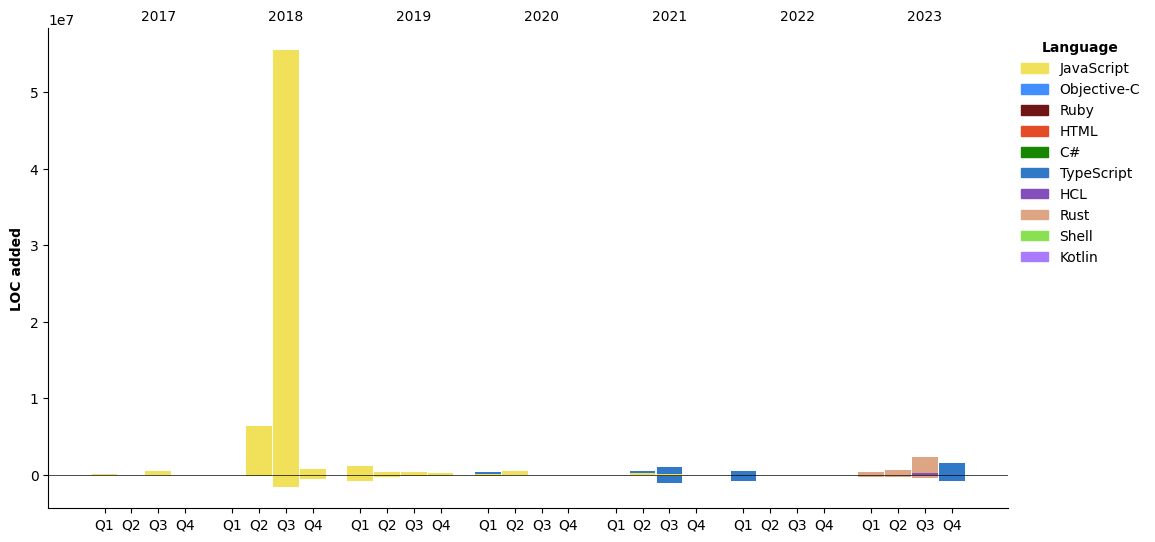 1e7
2017 2018 2019 2020 2021 2022 2023
LOC added
5
4
3
2
1
0
Q1 Q2 Q3 Q4 Q1 Q2 Q3 Q4 Q1 Q2 Q3 Q4 Q1 Q2 Q3 Q4 Q1 Q2 Q3 Q4 Q1 Q2 Q3 Q4 Q1 Q2 Q3 Q4
Language
JavaScript
Objective-C
Ruby
HTML
C#
TypeScript
HCL
Rust
Shell
Kotlin